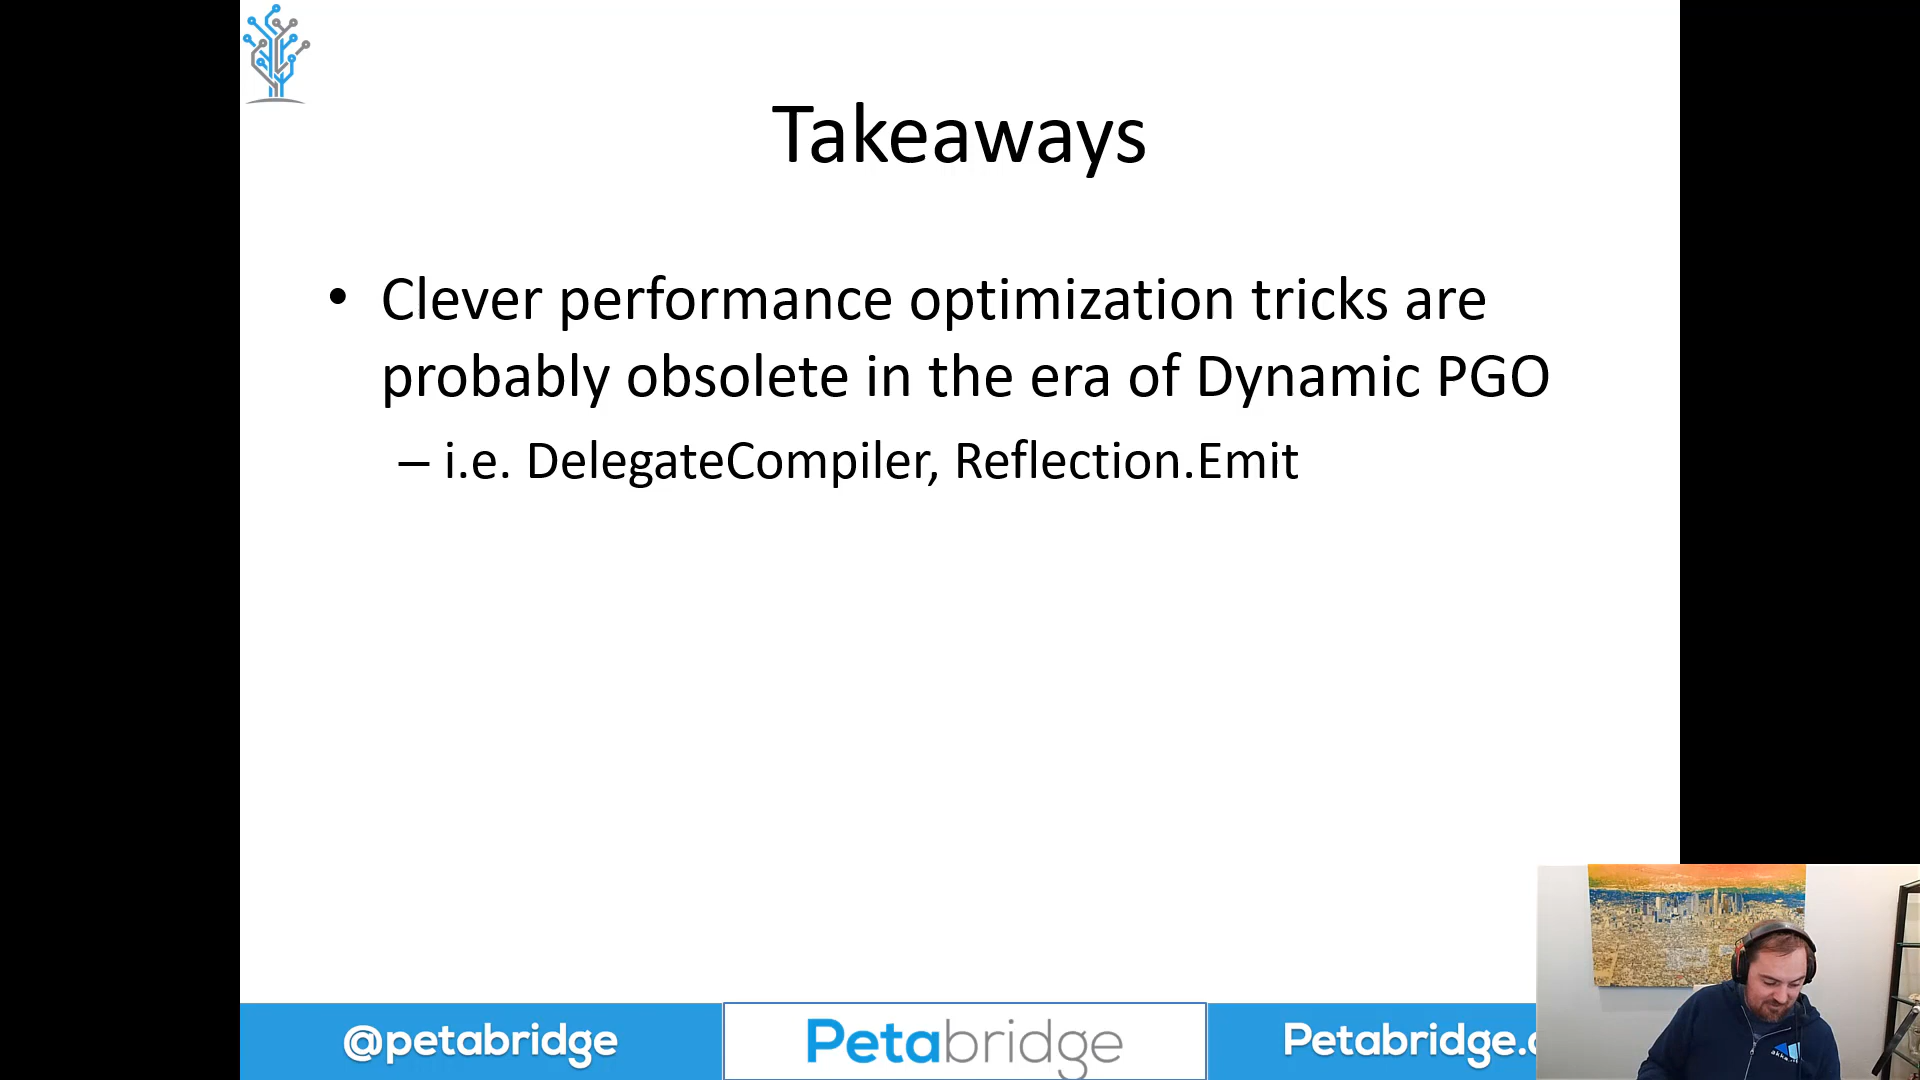 Takeaways
• Clever performance optimization tricks are
probably obsolete in the era of Dynamic PGO
– i.e. DelegateCompiler, Reflection.Emit
@petabridge
Petabridge
Petabridge.